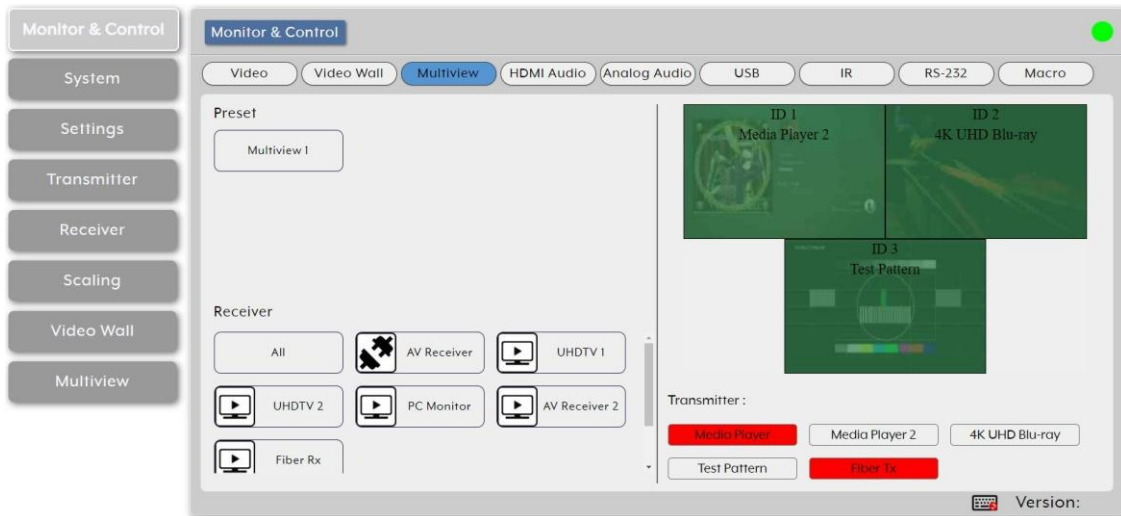 Monitor & Control
System
Settings
Transmitter
Receiver
Scaling
Video Wall
Multiview
Monitor & Control
Video Video Wall Multiview HDMI Audio Analog Audio USB IR RS-232 Macro
Preset
Multiview 1
Receiver
All AV Receiver UHDTV 1
UHDTV 2 PC Monitor AV Receiver 2
Fiber Rx
ID 1
Media Player 2
ID 2
4K UHD Blu-ray
ID 3
Test Pattern
Transmitter :
Media Player Media Player 2 4K UHD Blu-ray
Test Pattern Fiber Tx
Version: